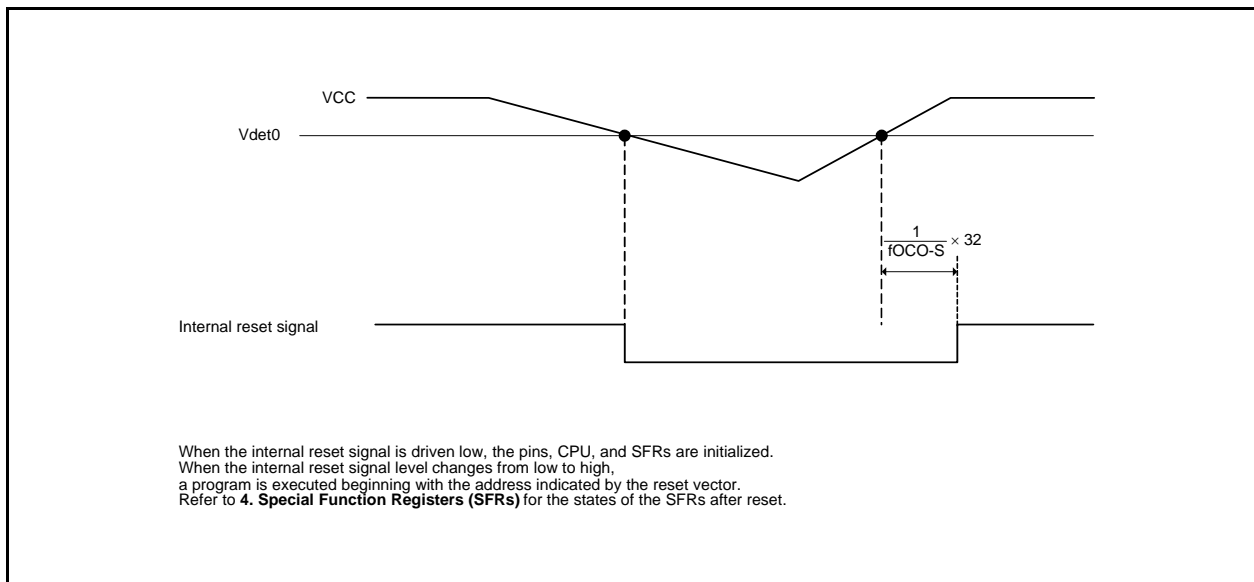 VCC
Vdet0
1
fOCO-S × 32
Internal reset signal
When the internal reset signal is driven low, the pins, CPU, and SFRs are initialized.
When the internal reset signal level changes from low to high,
a program is executed beginning with the address indicated by the reset vector.
Refer to 4. Special Function Registers (SFRs) for the states of the SFRs after reset.